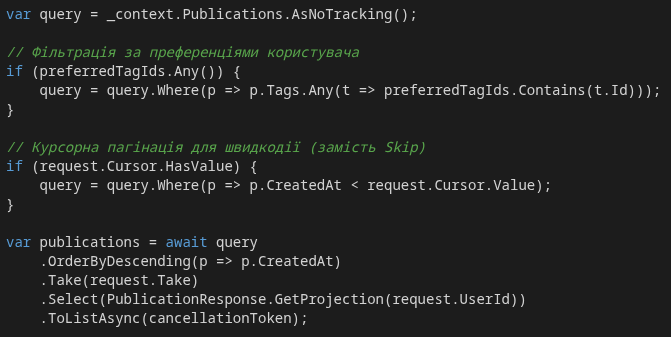 var query = _context.Publications.AsNoTracking();
// Фільтрація за преференціями користувача
if (preferredTagIds.Any()) {
    query = query.Where(p => p.Tags.Any(t => preferredTagIds.Contains(t.Id)));
}
// Курсорна пагінація для швидкодії (замість Skip)
if (request.Cursor.HasValue) {
    query = query.Where(p => p.CreatedAt < request.Cursor.Value);
}
var publications = await query
    .OrderByDescending(p => p.CreatedAt)
    .Take(request.Take)
    .Select(PublicationResponse.GetProjection(request.UserId))
    .ToListAsync(cancellationToken);